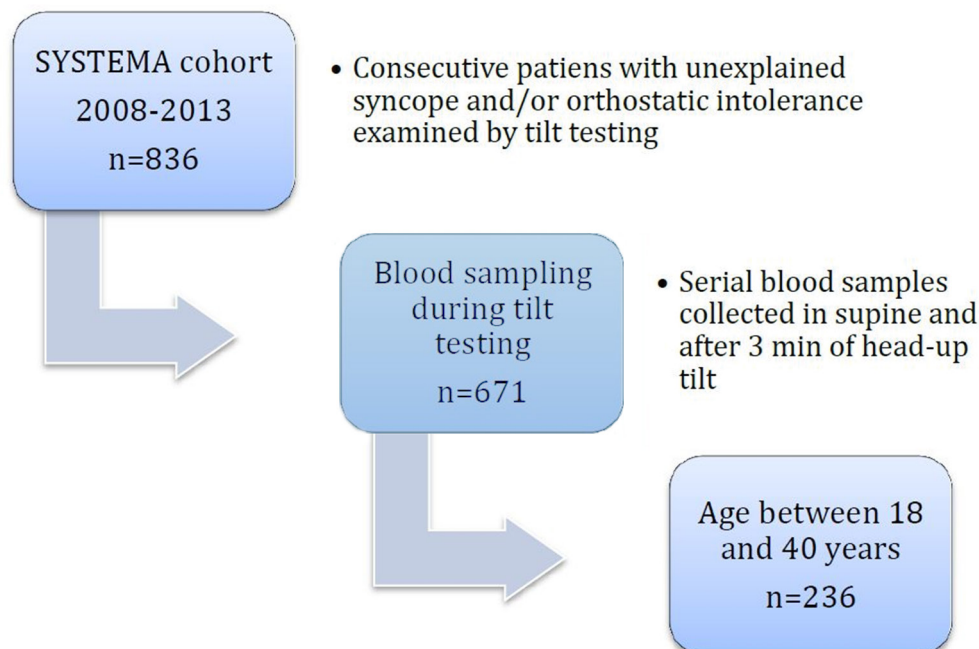 SYSTEMA cohort
2008-2013
n=836
• Consecutive patiens with unexplained
syncope and/or orthostatic intolerance
examined by tilt testing
Blood sampling
during tilt
testing
n=671
• Serial blood samples
collected in supine and
after 3 min of head-up
tilt
Age between 18
and 40 years
n=236